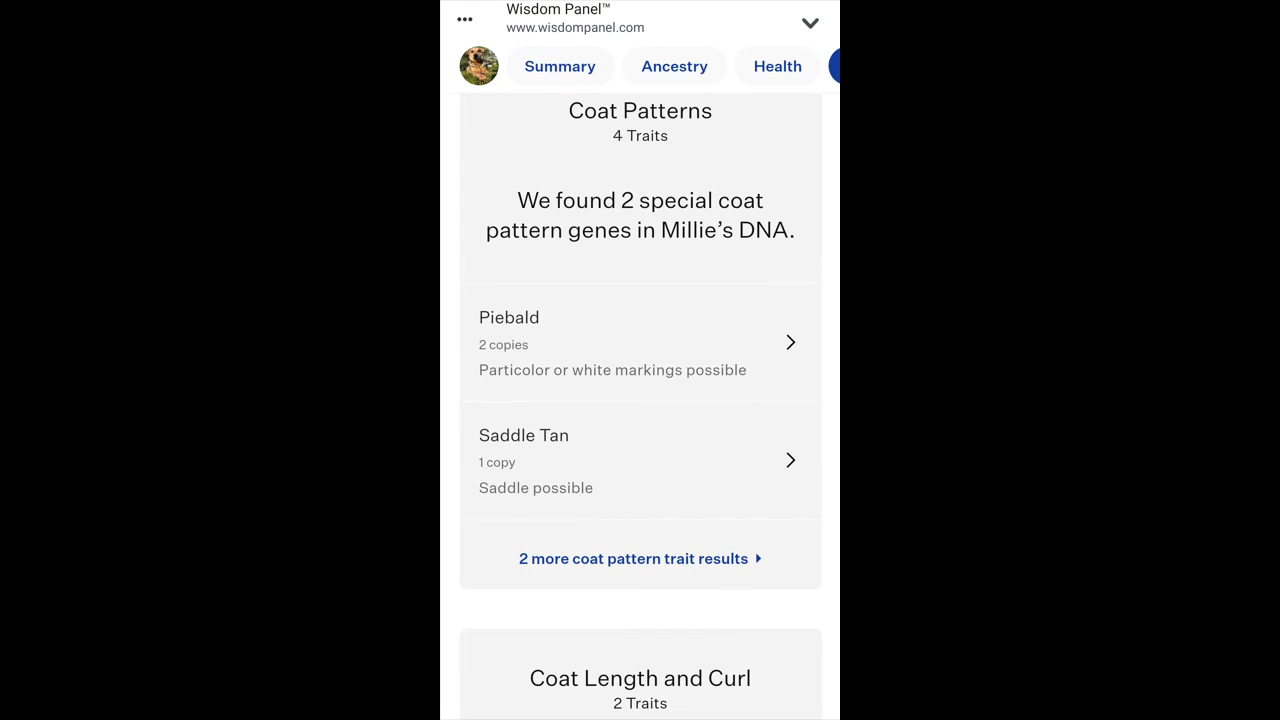 Wisdom Panel™
www.wisdompanel.com
Summary
Ancestry
Health
Coat Patterns
4 Traits
We found 2 special coat
pattern genes in Millie’s DNA.
Piebald
2 copies
Particolor or white markings possible
Saddle Tan
1 copy
Saddle possible
2 more coat pattern trait results
Coat Length and Curl
2 Traits